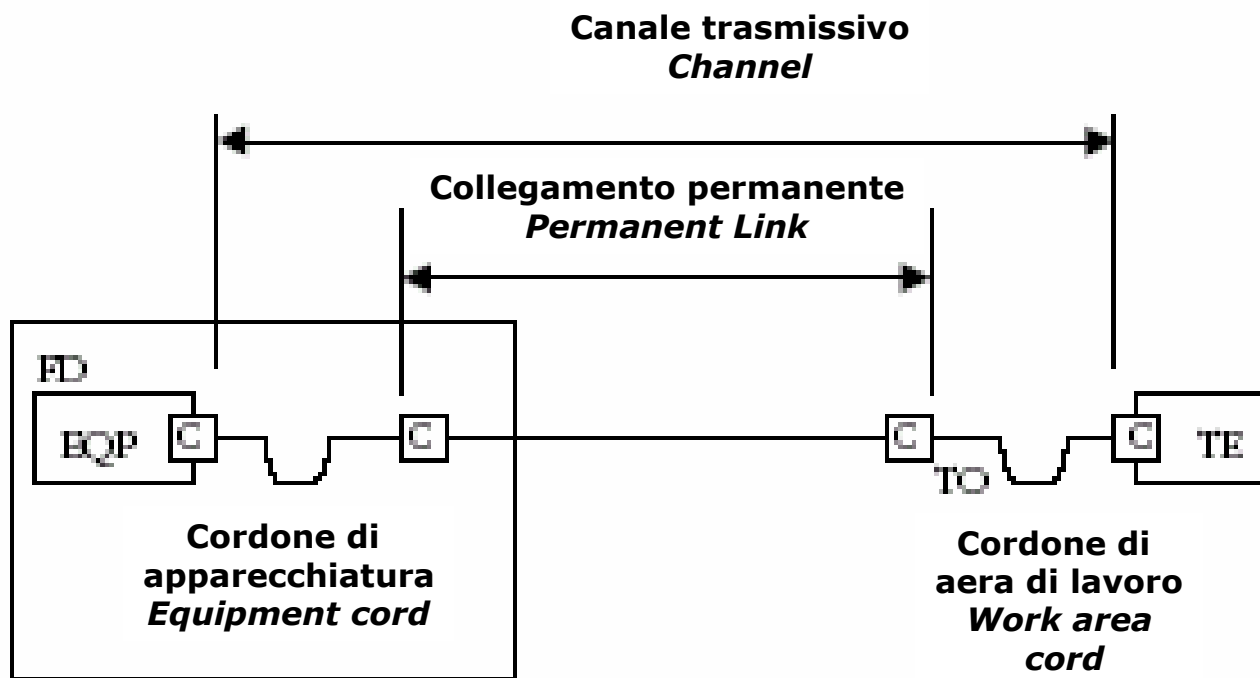 Canale trasmissivo
Channel
Collegamento permanente
Permanent Link
FD
EQP
C
C
C
C
TE
TO
Cordone di
apparecchiatura
Equipment cord
Cordone di
aera di lavoro
Work area
cord